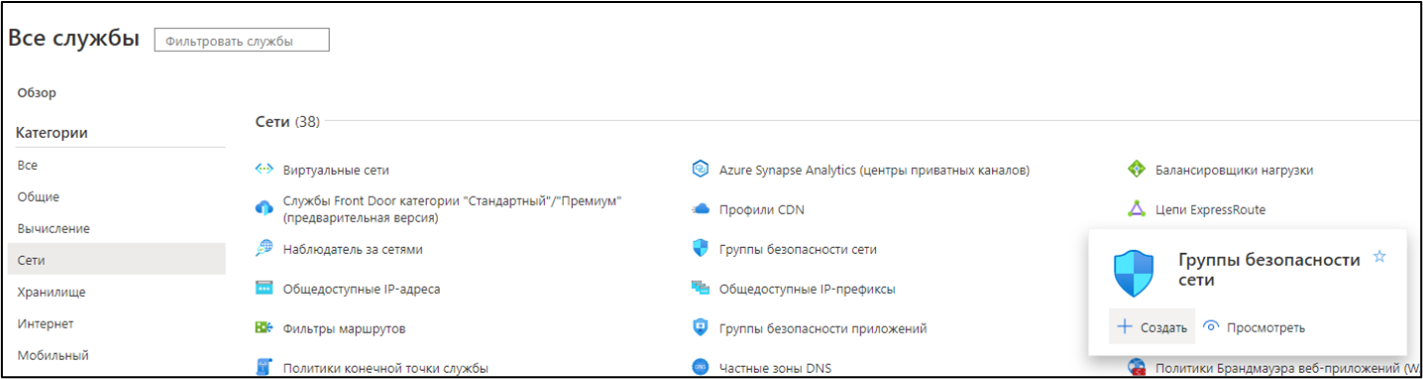 Все службы
Фильтровать службы
Обзор
Категории
Все
Общие
Вычисление
Сети
Хранилище
Интернет
Мобильный
Сети (38)
Виртуальные сети
Службы Front Door категории "Стандартный"/"Премиум"
(предварительная версия)
Наблюдатель за сетями
Общедоступные IP-адреса
Фильтры маршрутов
Политики конечной точки службы
Azure Synapse Analytics (центры приватных каналов)
Профили CDN
Группы безопасности сети
Общедоступные IP-префиксы
Группы безопасности приложений
Частные зоны DNS
Балансировщики нагрузки
Цепи ExpressRoute
Группы безопасности
сети
Создать
Просмотреть
Политики Брандмауэра веб-приложений (W